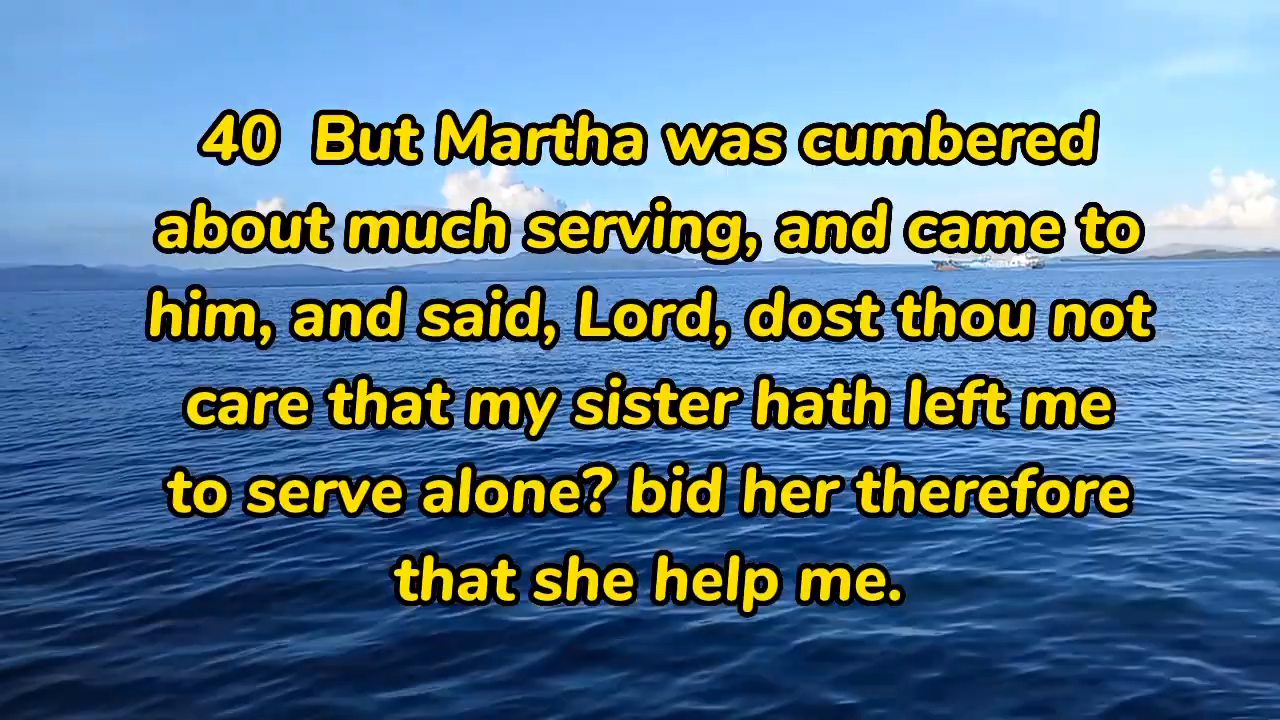 40  But Martha was cumbered
about much serving, and came to
him, and said, Lord, dost thou not
care that my sister hath left me
to serve alone? bid her therefore
that she help me.